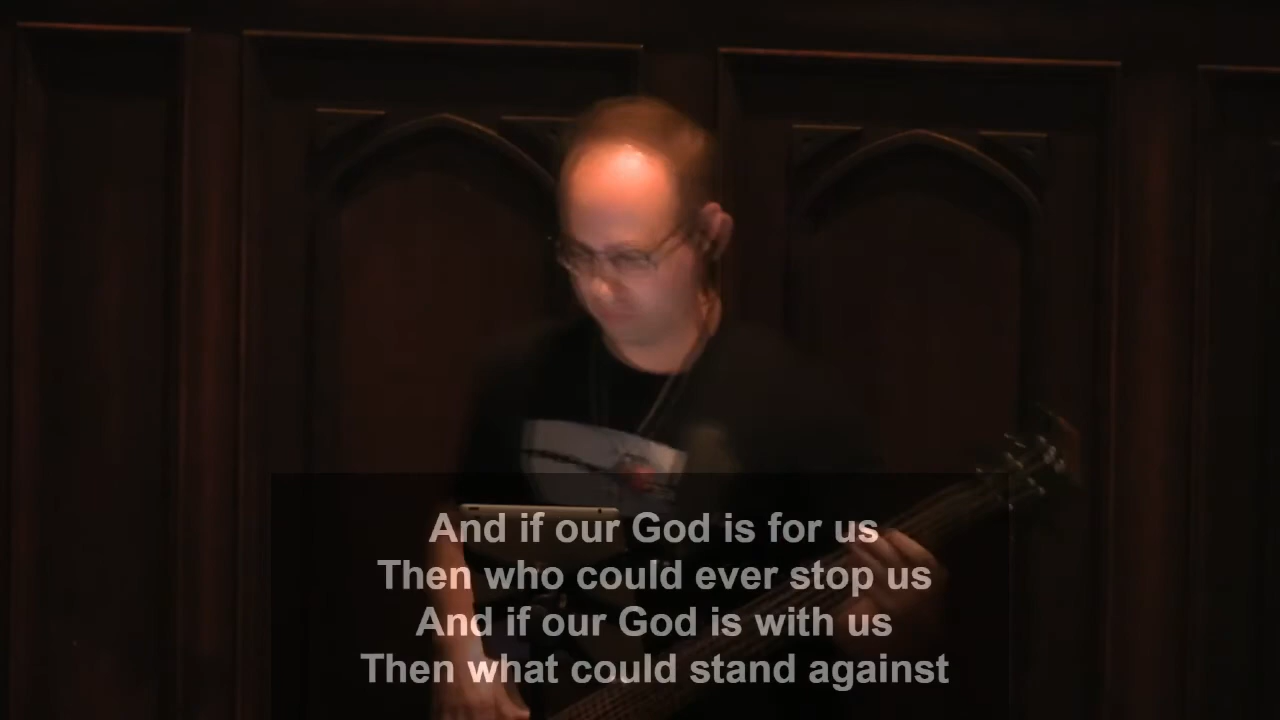 And if our God is for us
Then who could ever stop us
And if our God is with us
Then what could stand against